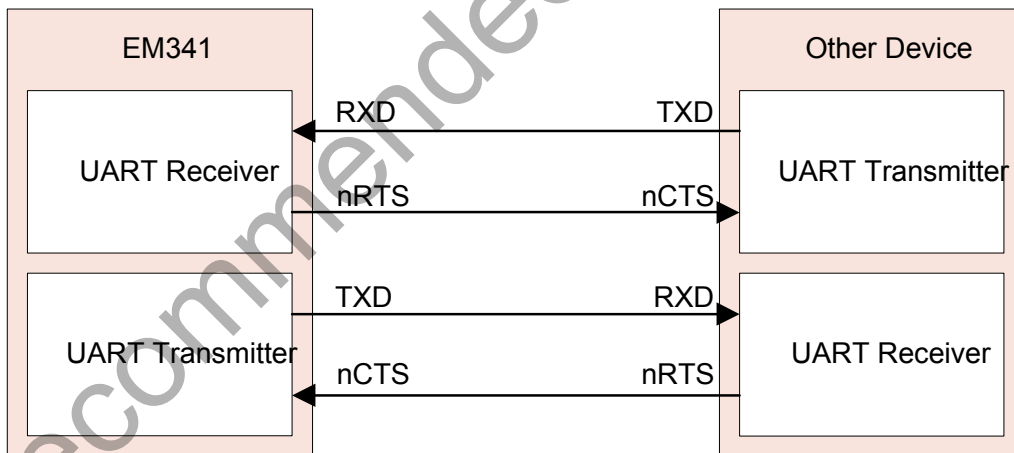 EM341
Other Device
RXD
TXD
UART Receiver
UART Transmitter
nRTS
nCTS
TXD
RXD
UART Transmitter
UART Receiver
nCTS
nRTS
ecommended